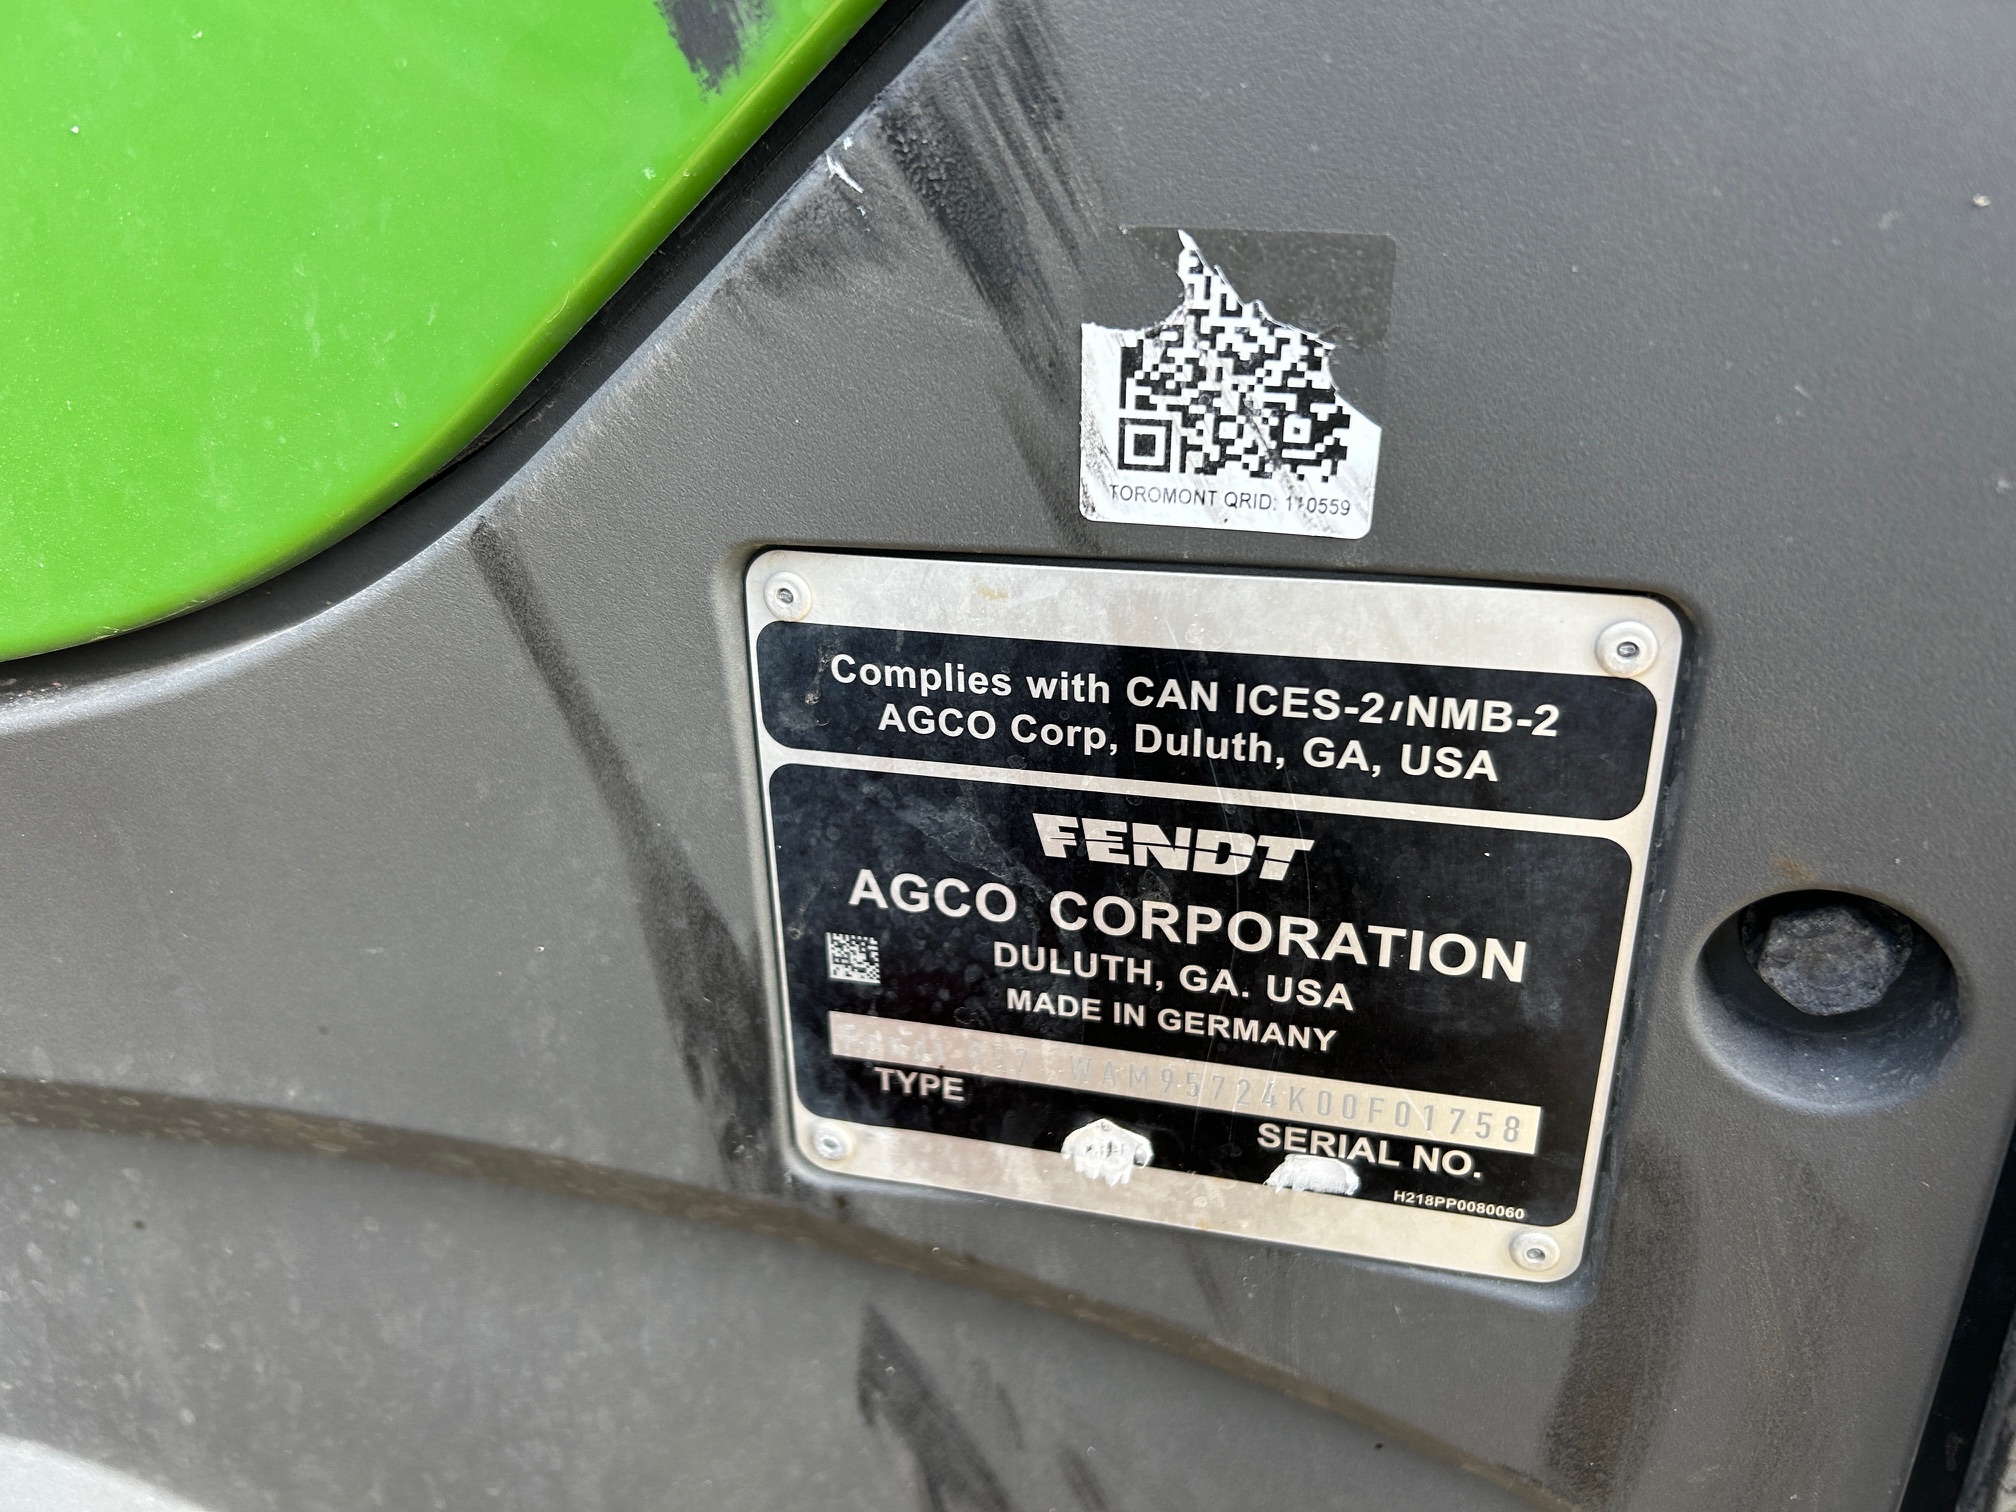 TOROMONT QRID: 110559
Complies with CAN ICES-2/NMB-2
AGCO Corp, Duluth, GA, USA
FENDT
AGCO CORPORATION
DULUTH, GA. USA
MADE IN GERMANY
957 WAM95724K00F01758
TYPE
SERIAL NO.
H218PP0080060